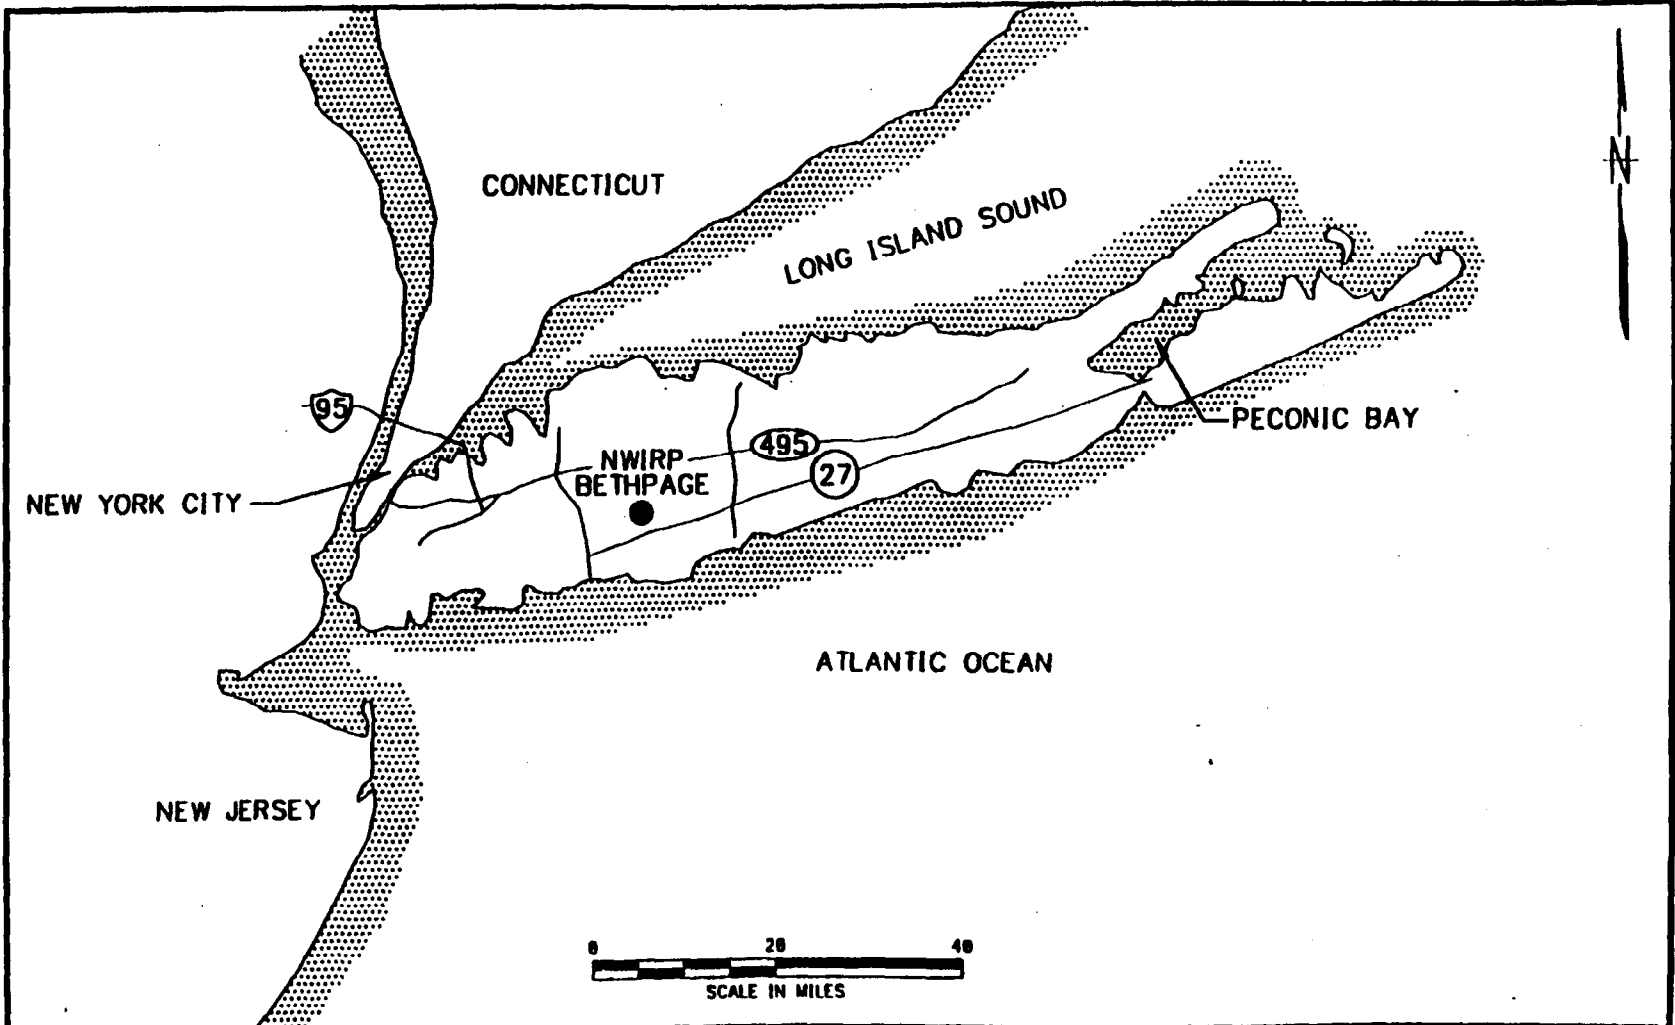 N
CONNECTICUT
LONG ISLAND SOUND
95
PECONIC BAY
495
NWIRP
BETHPAGE
27
NEW YORK CITY
ATLANTIC OCEAN
NEW JERSEY
0 20 40
SCALE IN MILES